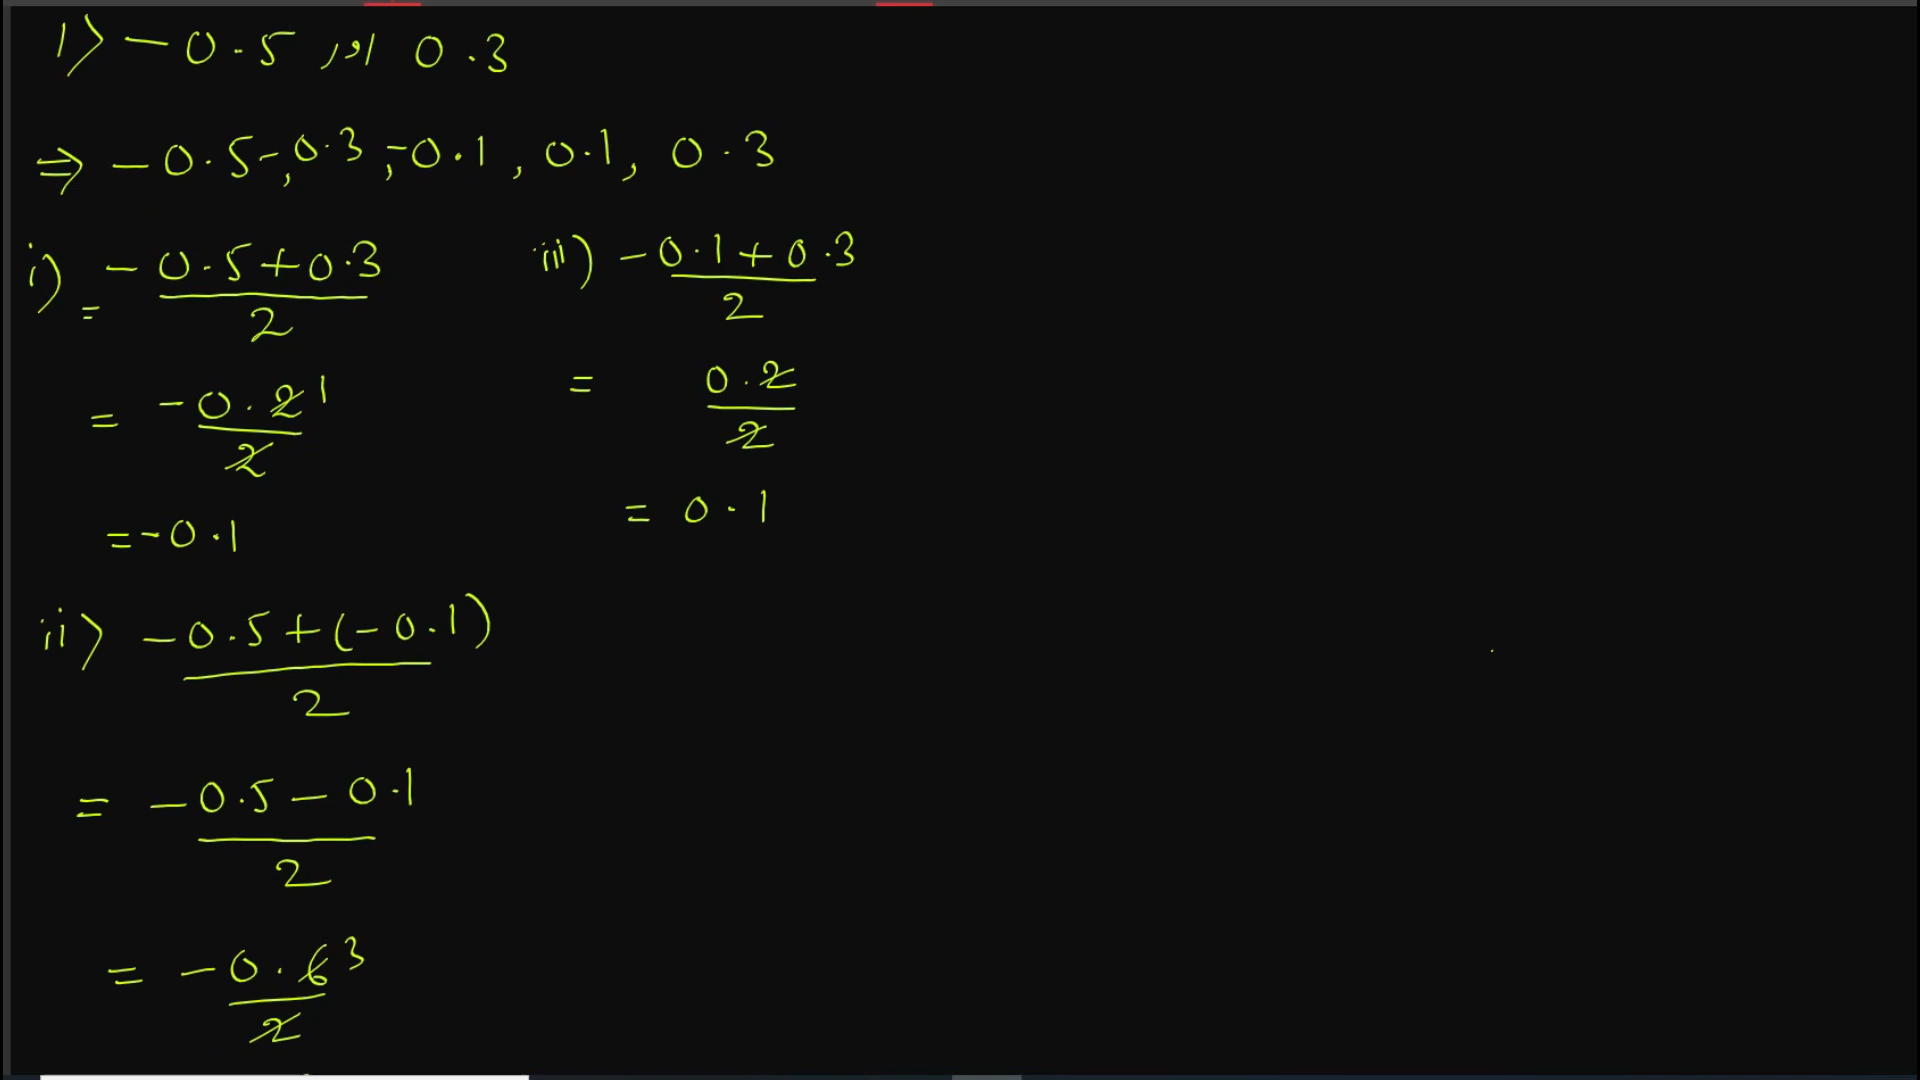 1) -0.5 اور 0.3
⇒ -0.5, -0.3, -0.1, 0.1, 0.3
i) = -0.5+0.3
2
= -0.2 1
2
= -0.1
ii) -0.5+(-0.1)
2
= -0.5-0.1
2
= -0.6 3
2
iii) -0.1+0.3
2
= 0.2
2
= 0.1